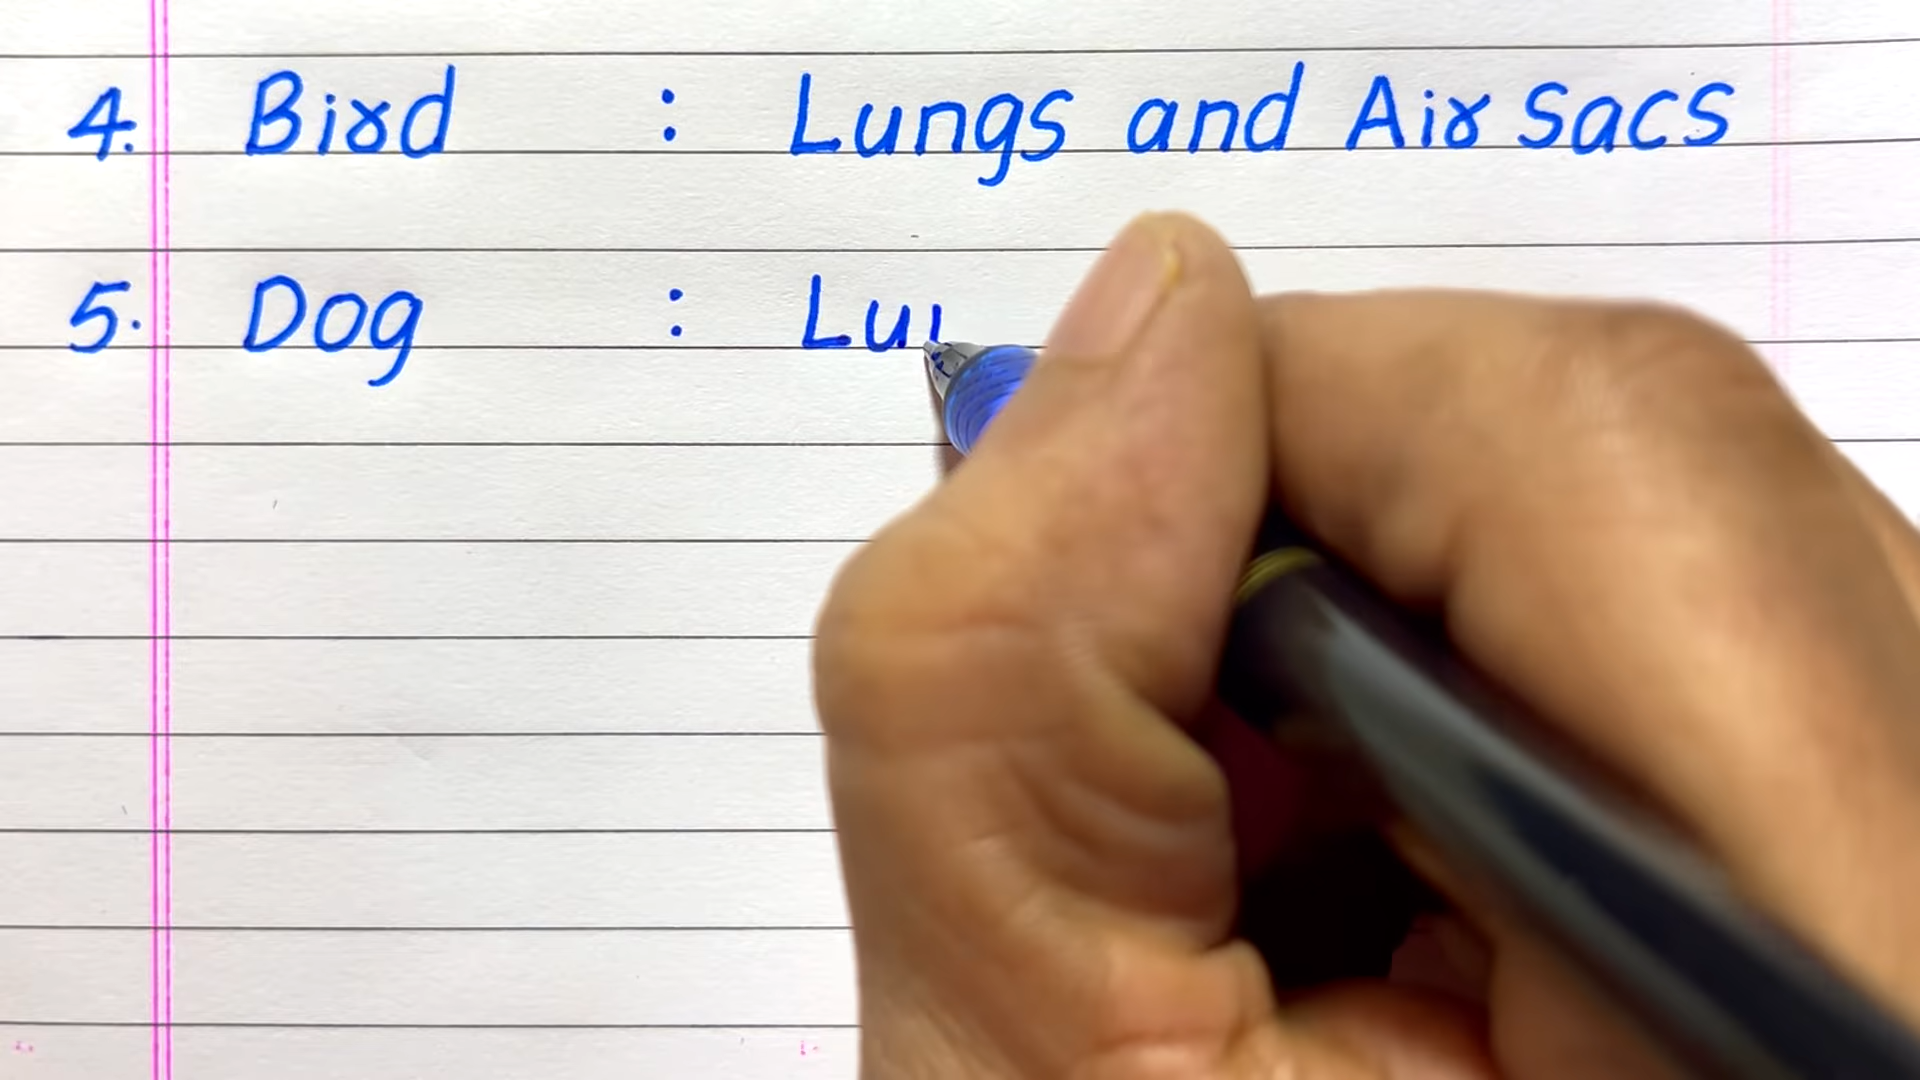 4. Bird : Lungs and Air Sacs
5. Dog : Lu